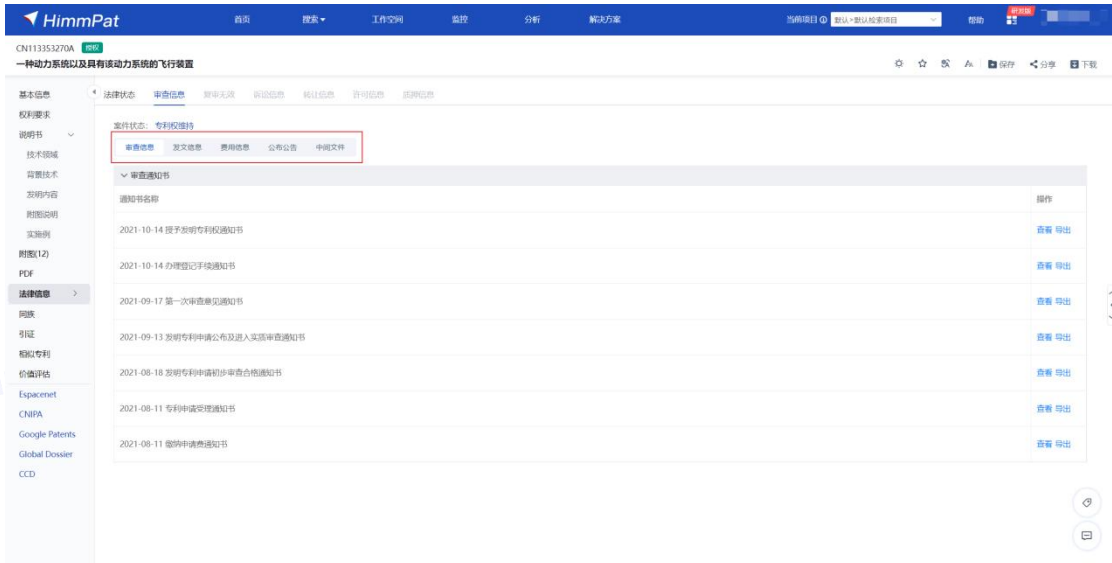 HimmPat 首页 搜索 工作空间 监控 分析 解决方案 当前项目 默认>默认检索项目 帮助 研发版
CN113353270A 授权
一种动力系统以及具有该动力系统的飞行装置 保存 分享 下载
基本信息 法律状态 审查信息 复审无效 诉讼信息 转让信息 许可信息 质押信息
权利要求
案件状态: 专利权维持
说明书
审查信息 发文信息 费用信息 公布公告 中间文件
技术领域
背景技术
审查通知书
发明内容
通知书名称 操作
附图说明
实施例
2021-10-14 授予发明专利权通知书 查看 导出
附图(12)
2021-10-14 办理登记手续通知书 查看 导出
PDF
法律信息
2021-09-17 第一次审查意见通知书 查看 导出
同族
引证
2021-09-13 发明专利申请公布及进入实质审查通知书 查看 导出
相似专利
价值评估
2021-08-18 发明专利申请初步审查合格通知书 查看 导出
Espacenet
CNIPA
2021-08-11 专利申请受理通知书 查看 导出
Google Patents
2021-08-11 缴纳申请费通知书 查看 导出
Global Dossier
CCD